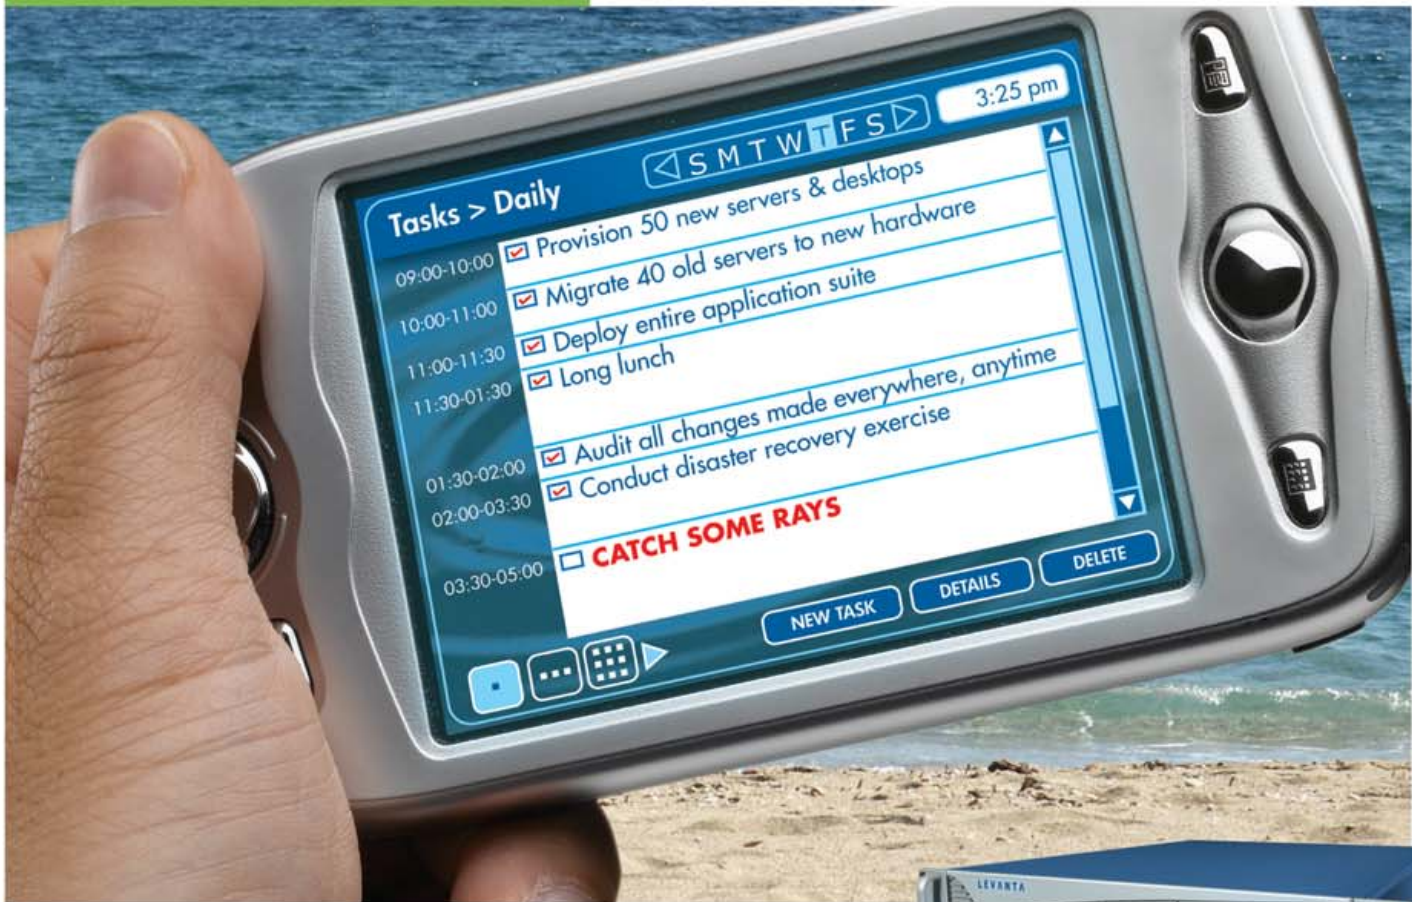 Tasks > Daily
S M T W T F S
3:25 pm
09:00-10:00 Provision 50 new servers & desktops
10:00-11:00 Migrate 40 old servers to new hardware
11:00-11:30 Deploy entire application suite
11:30-01:30 Long lunch
01:30-02:00 Audit all changes made everywhere, anytime
02:00-03:30 Conduct disaster recovery exercise
03:30-05:00 CATCH SOME RAYS
NEW TASK DETAILS DELETE
LEVANTA